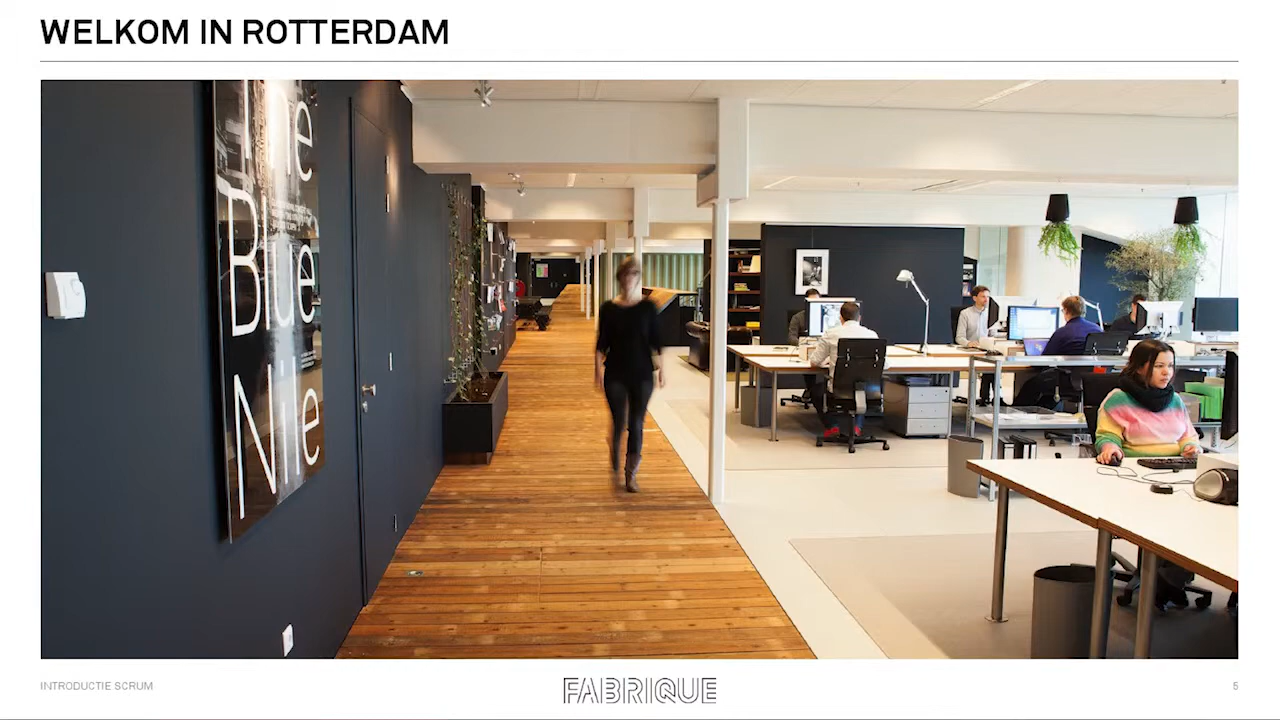 WELKOM IN ROTTERDAM
The
Blue
Nile
INTRODUCTIE SCRUM
FABRIQUE
5